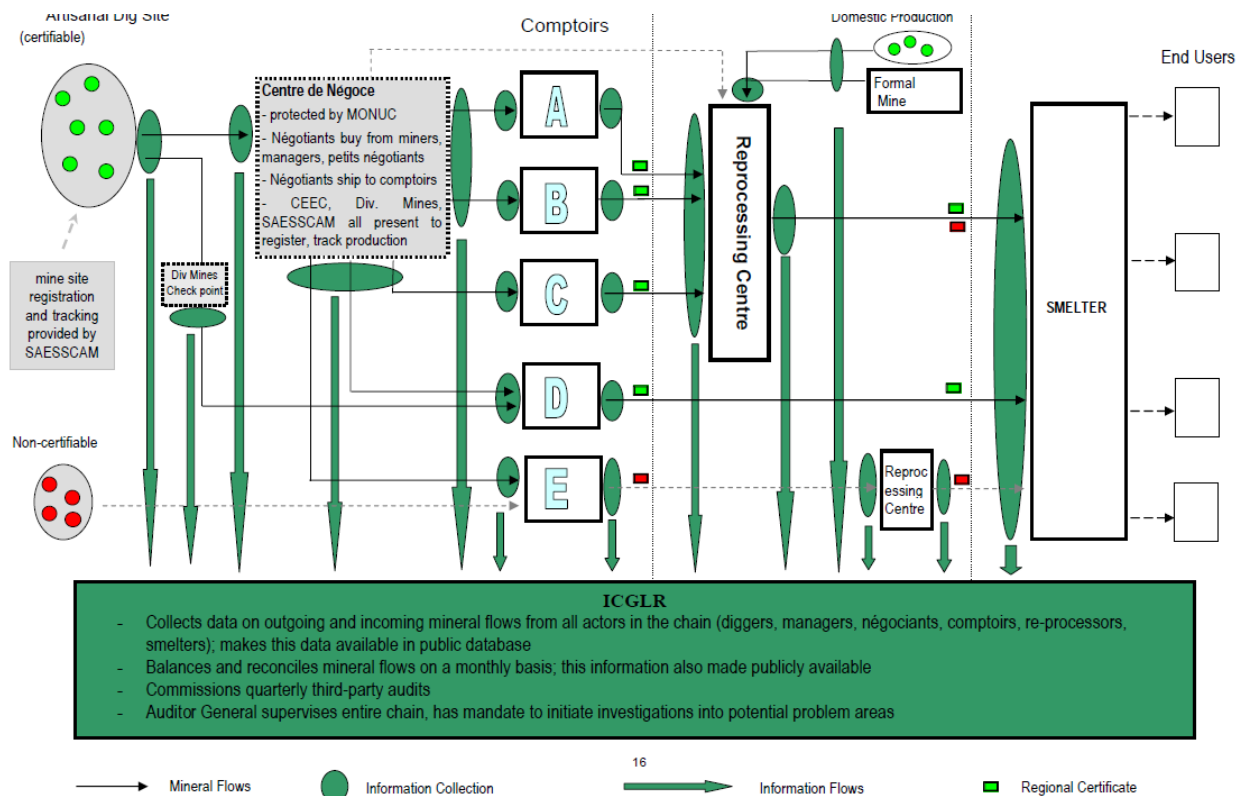 Artisanal Dig Site
(certifiable)
Comptoirs
Domestic Production
End Users
Centre de Négoce
- protected by MONUC
- Négotiants buy from miners,
managers, petits négotiants
- Négotiants ship to comptoirs
- CEEC, Div. Mines,
SAESSCAM all present to
register, track production
A
B
C
D
E
Formal
Mine
Reprocessing Centre
SMELTER
mine site
registration
and tracking
provided by
SAESSCAM
Div Mines
Check point
Non-certifiable
Reproc
essing
Centre
ICGLR
- Collects data on outgoing and incoming mineral flows from all actors in the chain (diggers, managers, négociants, comptoirs, re-processors,
smelters); makes this data available in public database
- Balances and reconciles mineral flows on a monthly basis; this information also made publicly available
- Commissions quarterly third-party audits
- Auditor General supervises entire chain, has mandate to initiate investigations into potential problem areas
16
Mineral Flows
Information Collection
Information Flows
Regional Certificate